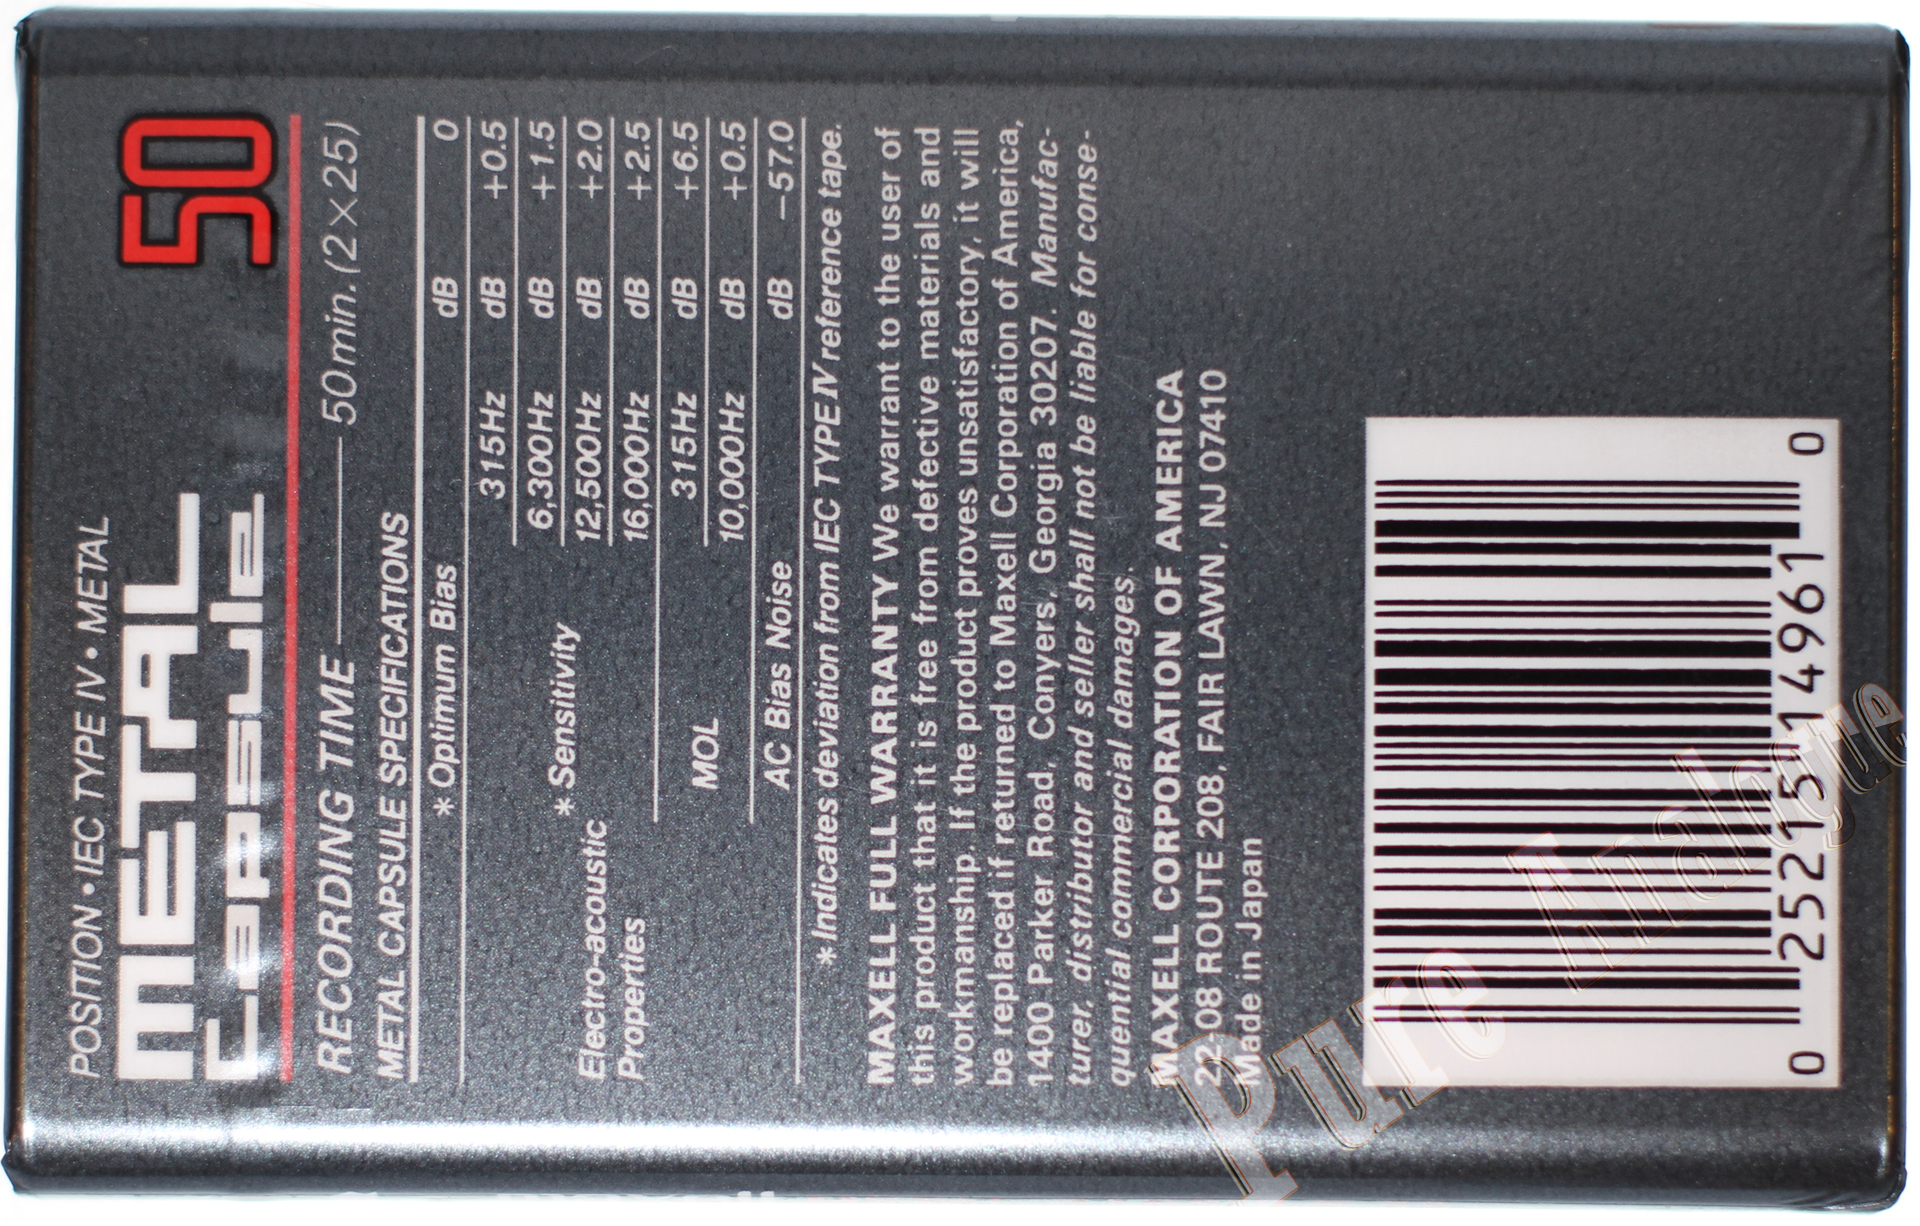 POSITION • IEC TYPE IV • METAL
METAL 50
Capsule
RECORDING TIME 50min. (2×25)
METAL CAPSULE SPECIFICATIONS
*Optimum Bias dB 0
315Hz dB +0.5
6,300Hz dB +1.5
*Sensitivity
12,500Hz dB +2.0
Electro-acoustic
Properties
16,000Hz dB +2.5
315Hz dB +6.5
MOL
10,000Hz dB +0.5
AC Bias Noise dB -57.0
*Indicates deviation from IEC TYPE IV reference tape.
MAXELL FULL WARRANTY We warrant to the user of
this product that it is free from defective materials and
workmanship. If the product proves unsatisfactory, it will
be replaced if returned to Maxell Corporation of America,
1400 Parker Road, Conyers, Georgia 30207. Manufac-
turer, distributor and seller shall not be liable for conse-
quential commercial damages.
MAXELL CORPORATION OF AMERICA
22-08 ROUTE 208, FAIR LAWN, NJ 07410
Made in Japan
0 25215 14961 0
Pure Analogue